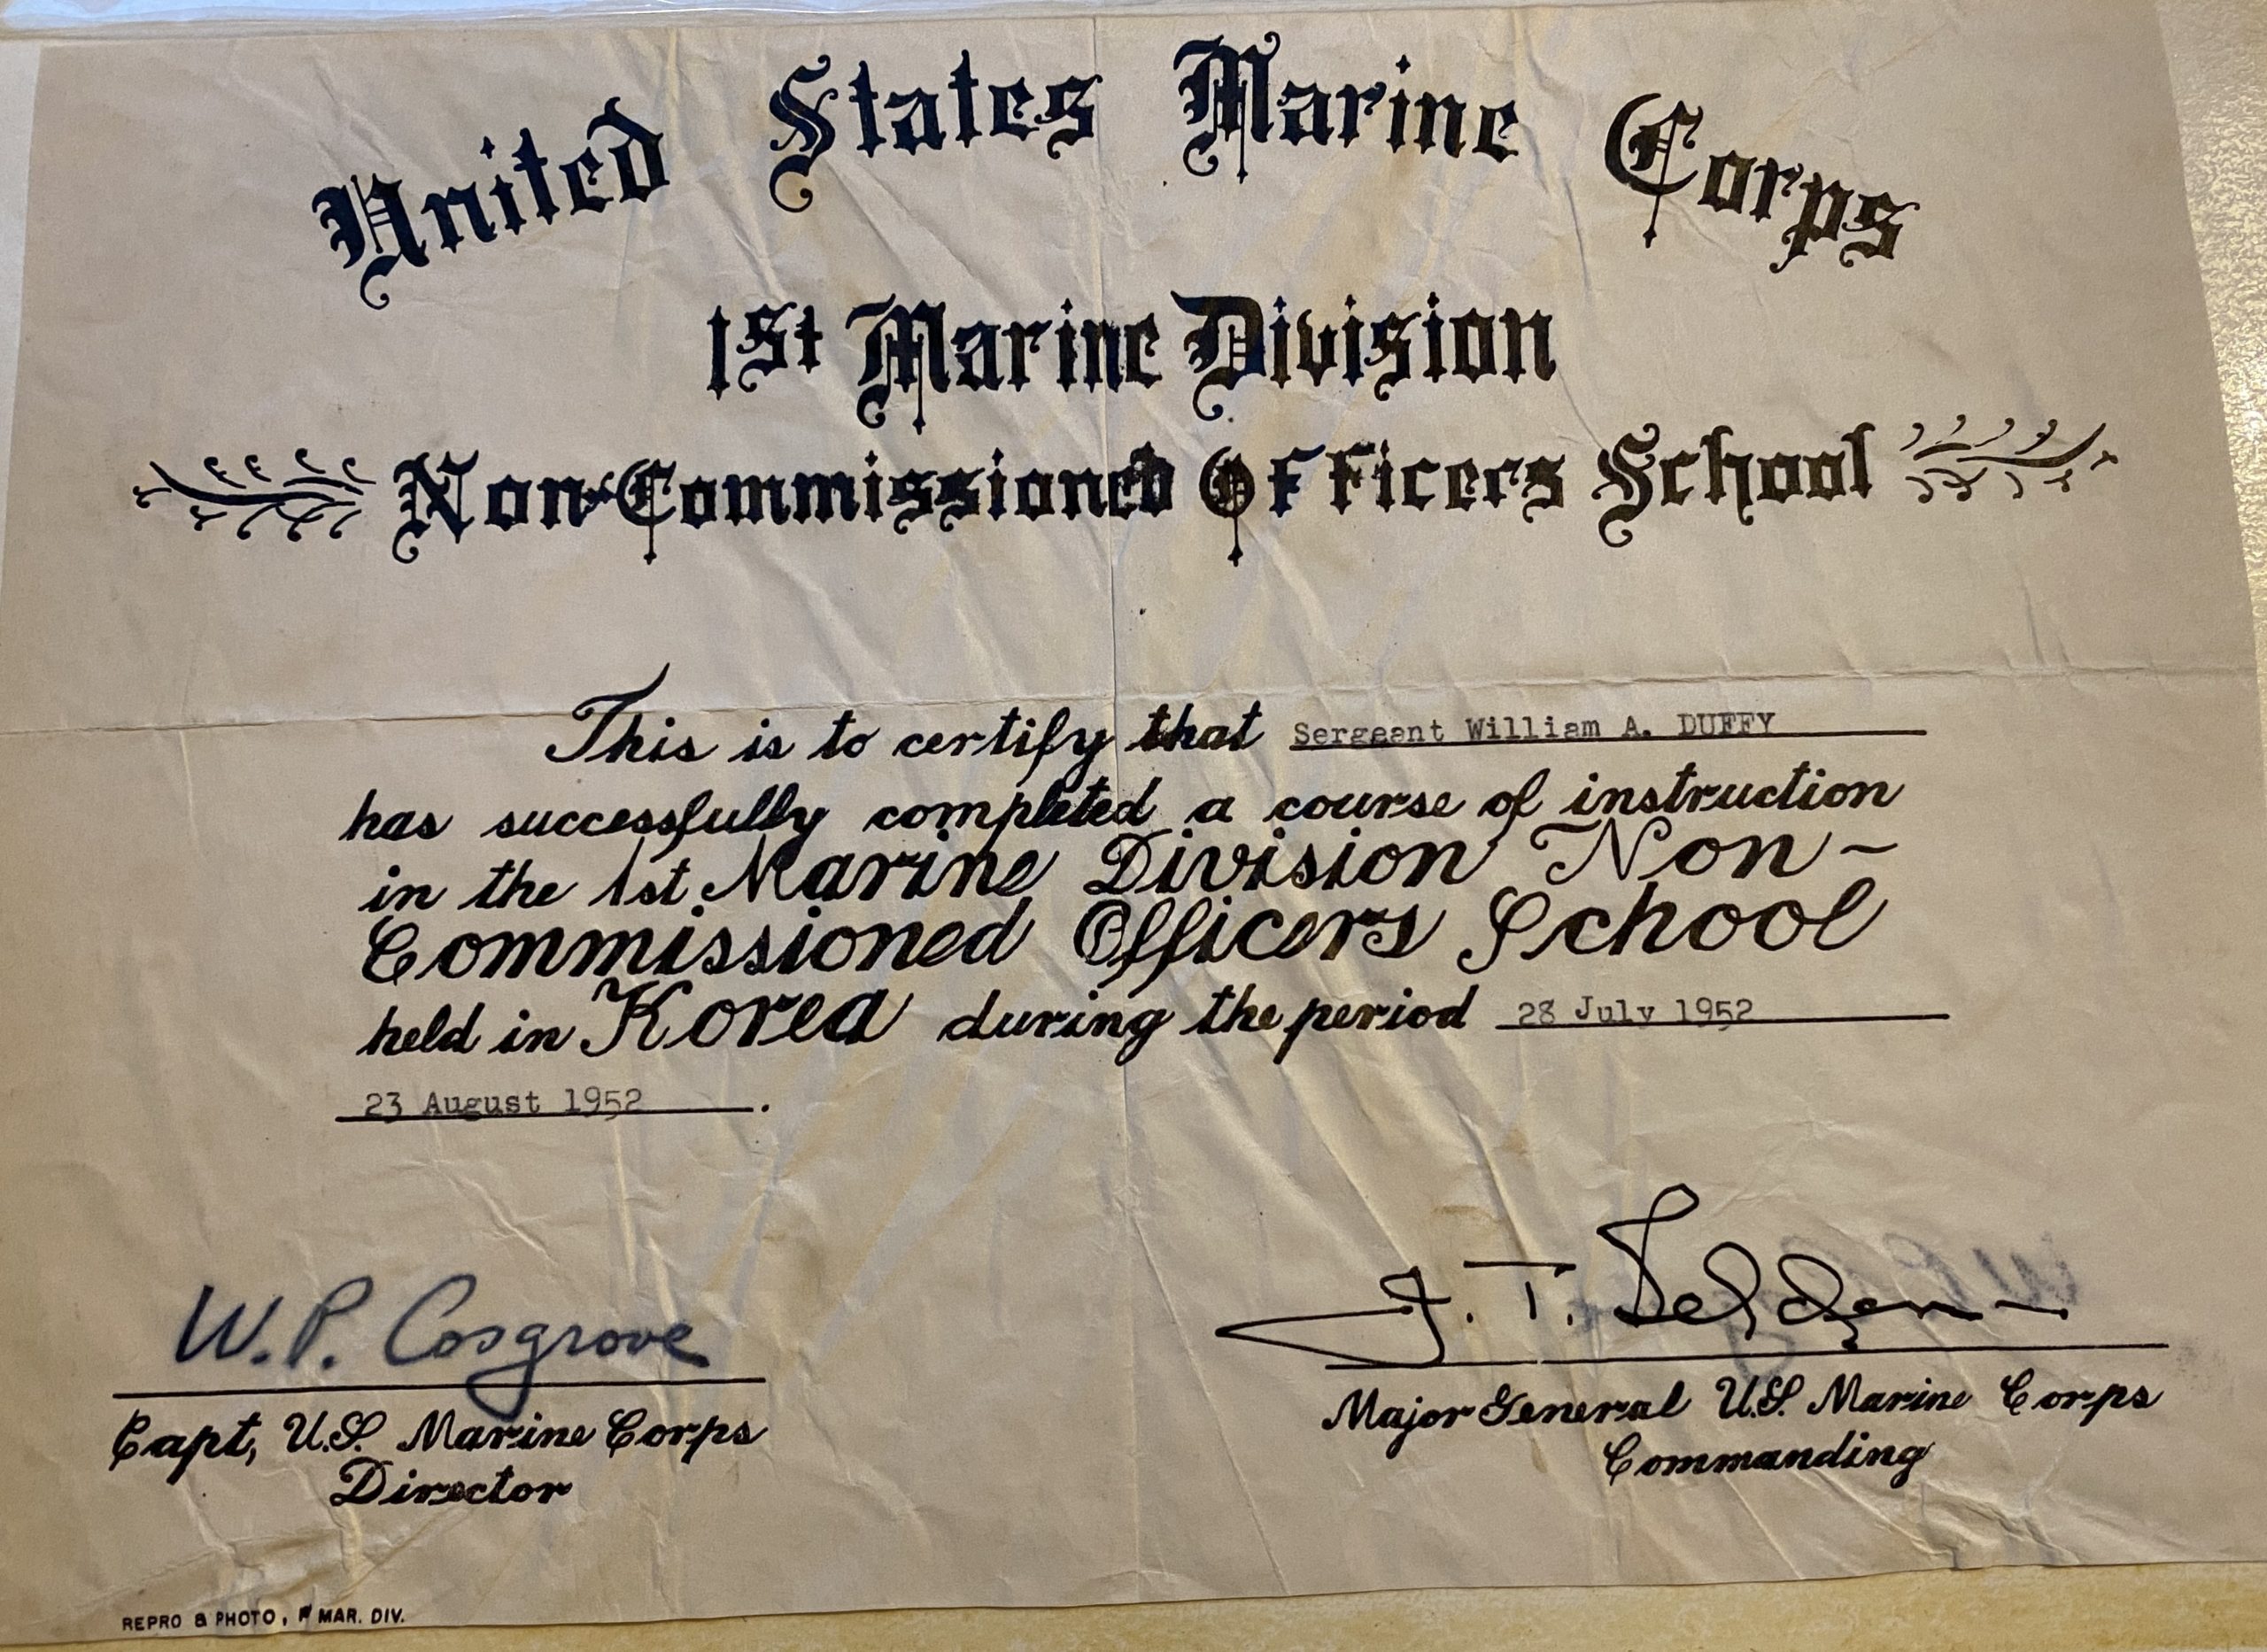 United States Marine Corps
1st Marine Division
Non-Commissioned Officers School
This is to certify that Sergeant William A. DUFFY
has successfully completed a course of instruction
in the 1st Marine Division Non-
Commissioned Officers School
held in Korea during the period 28 July 1952
23 August 1952.
W.P. Cosgrove
Capt, U.S. Marine Corps
Director
J. T. Selden
Major General U.S. Marine Corps
Commanding
REPRO & PHOTO, MAR. DIV.